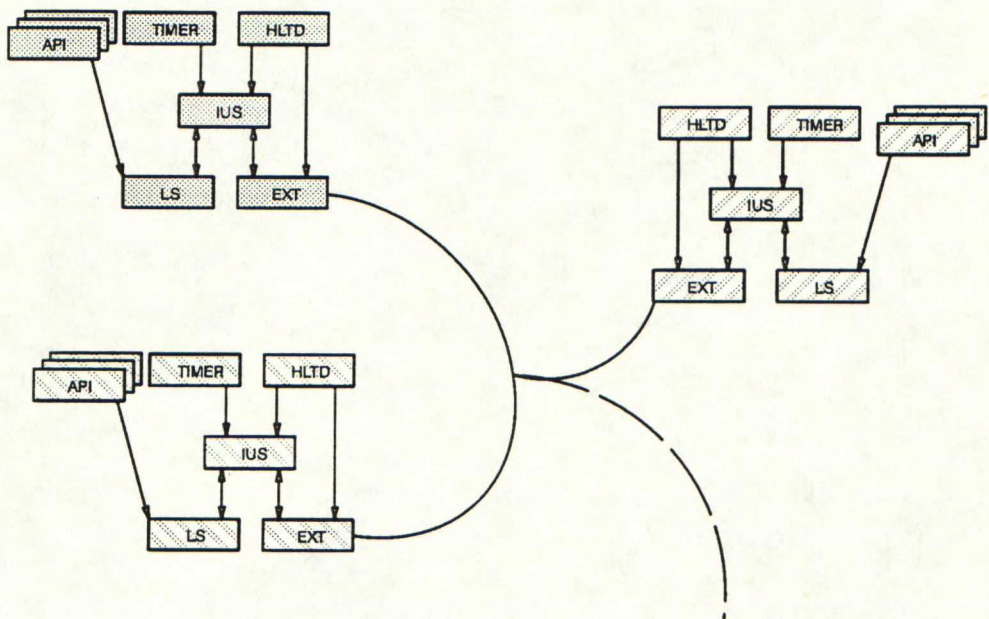 API
TIMER
HLTD
IUS
LS
EXT
HLTD
TIMER
API
IUS
EXT
LS
API
TIMER
HLTD
IUS
LS
EXT